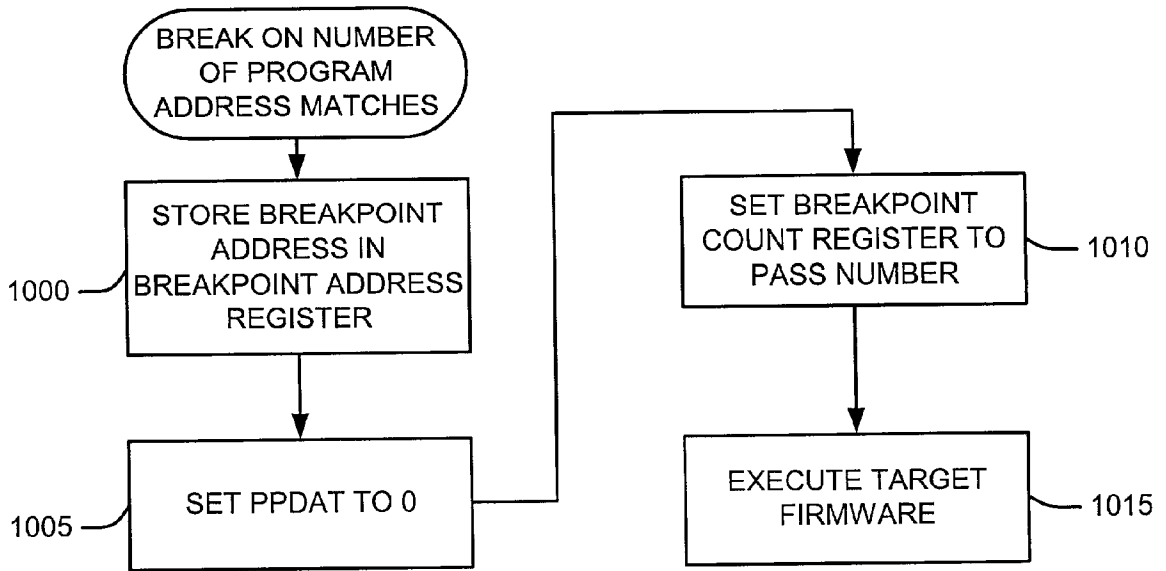 BREAK ON NUMBER
OF PROGRAM
ADDRESS MATCHES
STORE BREAKPOINT
ADDRESS IN
BREAKPOINT ADDRESS
REGISTER
1000
SET PPDAT TO 0
1005
SET BREAKPOINT
COUNT REGISTER TO
PASS NUMBER
1010
EXECUTE TARGET
FIRMWARE
1015